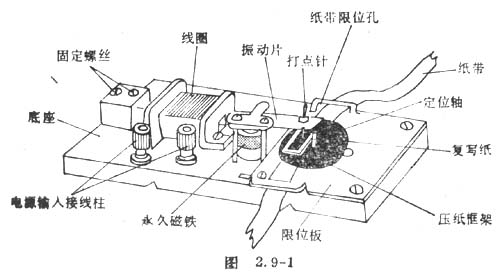 纸带限位孔
线圈
振动片
打点针
纸带
固定螺丝
定位轴
底座
复写纸
电源输入接线柱
永久磁铁
限位板
压纸框架
图 2.9-1